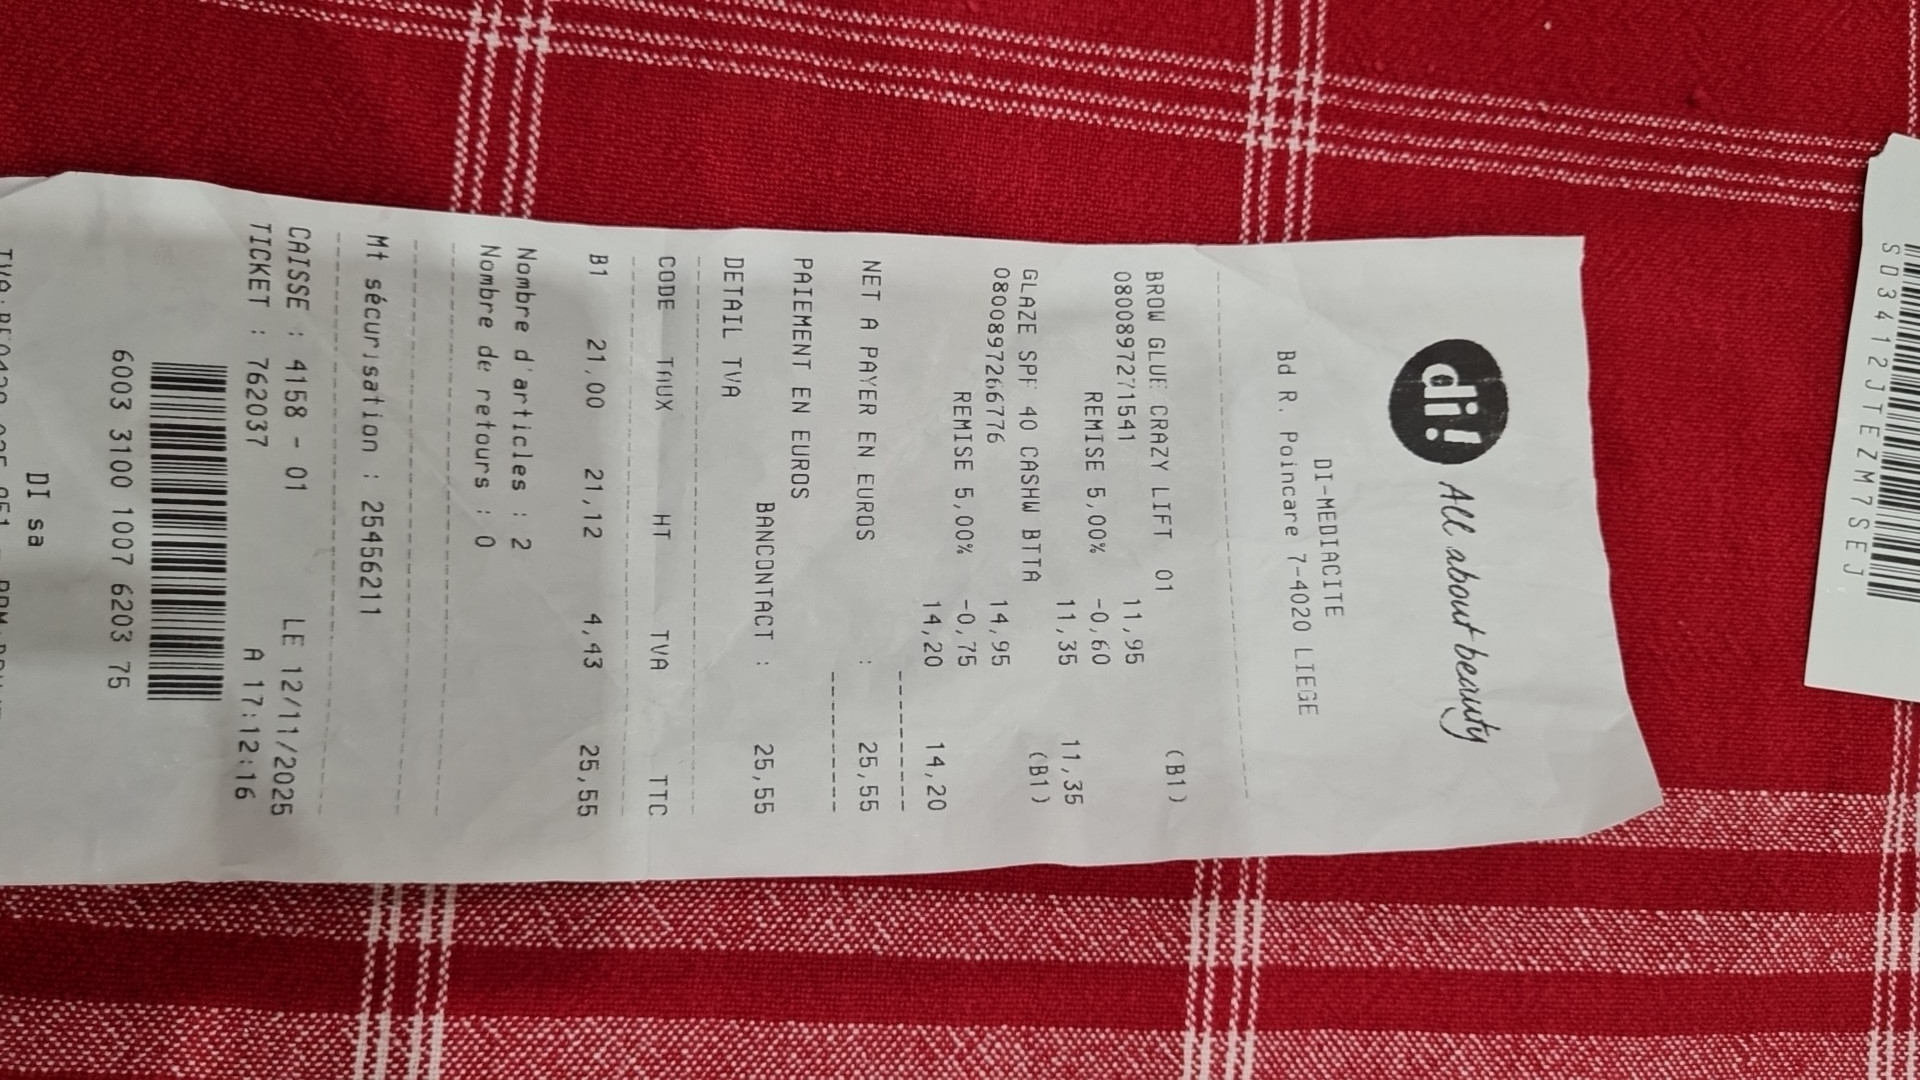 di! All about beauty
DI-MEDIACITE
Bd R. Poincare 7-4020 LIEGE
BROW GLUE CRAZY LIFT 01 (B1)
0800897271541 11,95
REMISE 5,00% -0,60
11,35 11,35
GLAZE SPF 40 CASHW BTTA (B1)
0800897266776 14,95
REMISE 5,00% -0,75
14,20 14,20
NET A PAYER EN EUROS : 25,55
PAIEMENT EN EUROS
BANCONTACT : 25,55
DETAIL TVA
CODE TAUX HT TVA TTC
B1 21,00 21,12 4,43 25,55
Nombre d'articles : 2
Nombre de retours : 0
Mt sécurisation : 25456211
CAISSE : 4158 - 01 LE 12/11/2025
TICKET : 762037 A 17:12:16
6003 3100 1007 6203 75
DI sa
S03412JTEZM7SEJ